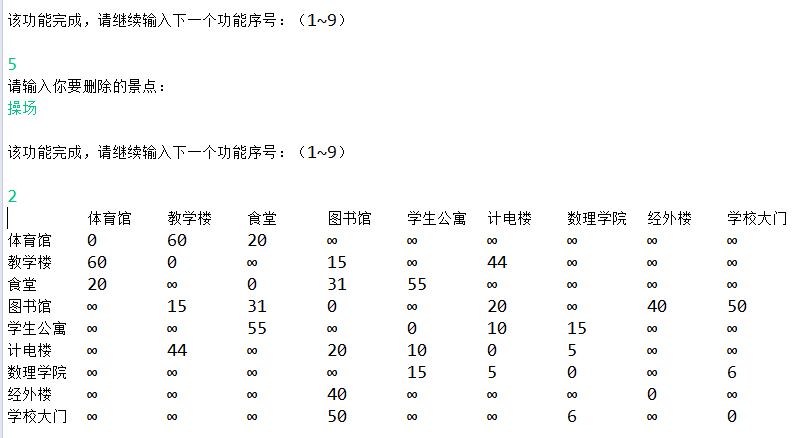 该功能完成，请继续输入下一个功能序号：（1~9）
5
请输入你要删除的景点：
操场
该功能完成，请继续输入下一个功能序号：（1~9）
2
体育馆 教学楼 食堂 图书馆 学生公寓 计电楼 数理学院 经外楼 学校大门
体育馆 0 60 20 ∞ ∞ ∞ ∞ ∞ ∞
教学楼 60 0 ∞ 15 ∞ 44 ∞ ∞ ∞
食堂 20 ∞ 0 31 55 ∞ ∞ ∞ ∞
图书馆 ∞ 15 31 0 ∞ 20 ∞ 40 50
学生公寓 ∞ ∞ 55 ∞ 0 10 15 ∞ ∞
计电楼 ∞ 44 ∞ 20 10 0 5 ∞ ∞
数理学院 ∞ ∞ ∞ ∞ 15 5 0 ∞ 6
经外楼 ∞ ∞ ∞ 40 ∞ ∞ ∞ 0 ∞
学校大门 ∞ ∞ ∞ 50 ∞ ∞ 6 ∞ 0